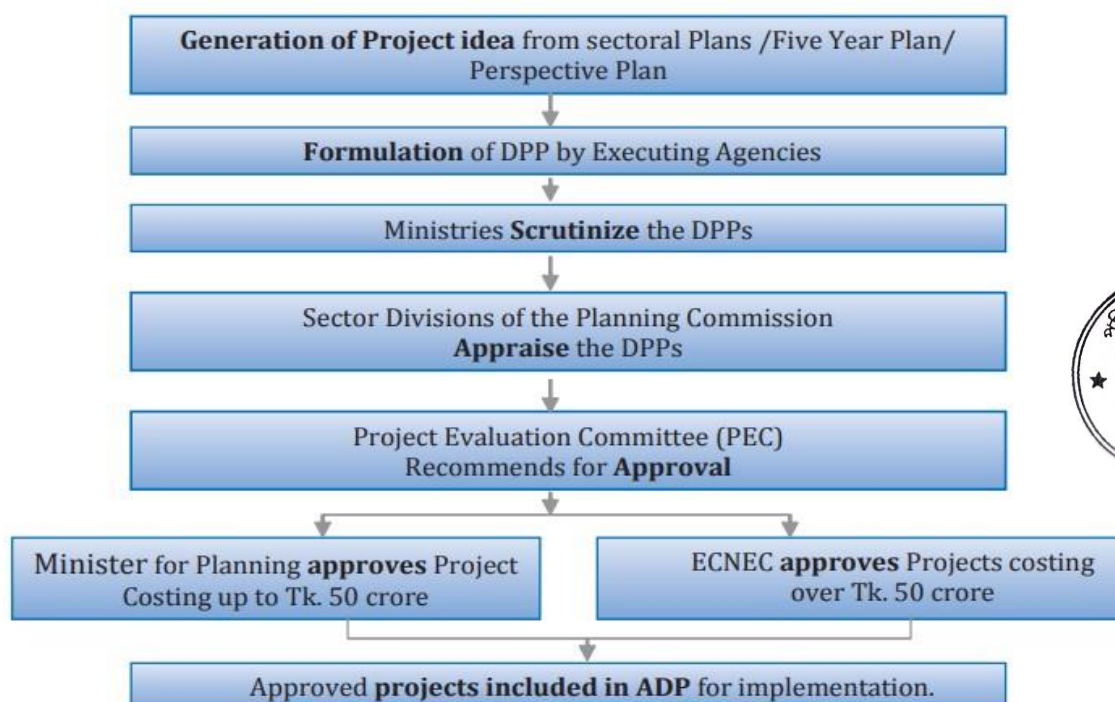 Generation of Project idea from sectoral Plans /Five Year Plan/
Perspective Plan
Formulation of DPP by Executing Agencies
Ministries Scrutinize the DPPs
Sector Divisions of the Planning Commission
Appraise the DPPs
Project Evaluation Committee (PEC)
Recommends for Approval
Minister for Planning approves Project
Costing up to Tk. 50 crore
ECNEC approves Projects costing
over Tk. 50 crore
Approved projects included in ADP for implementation.